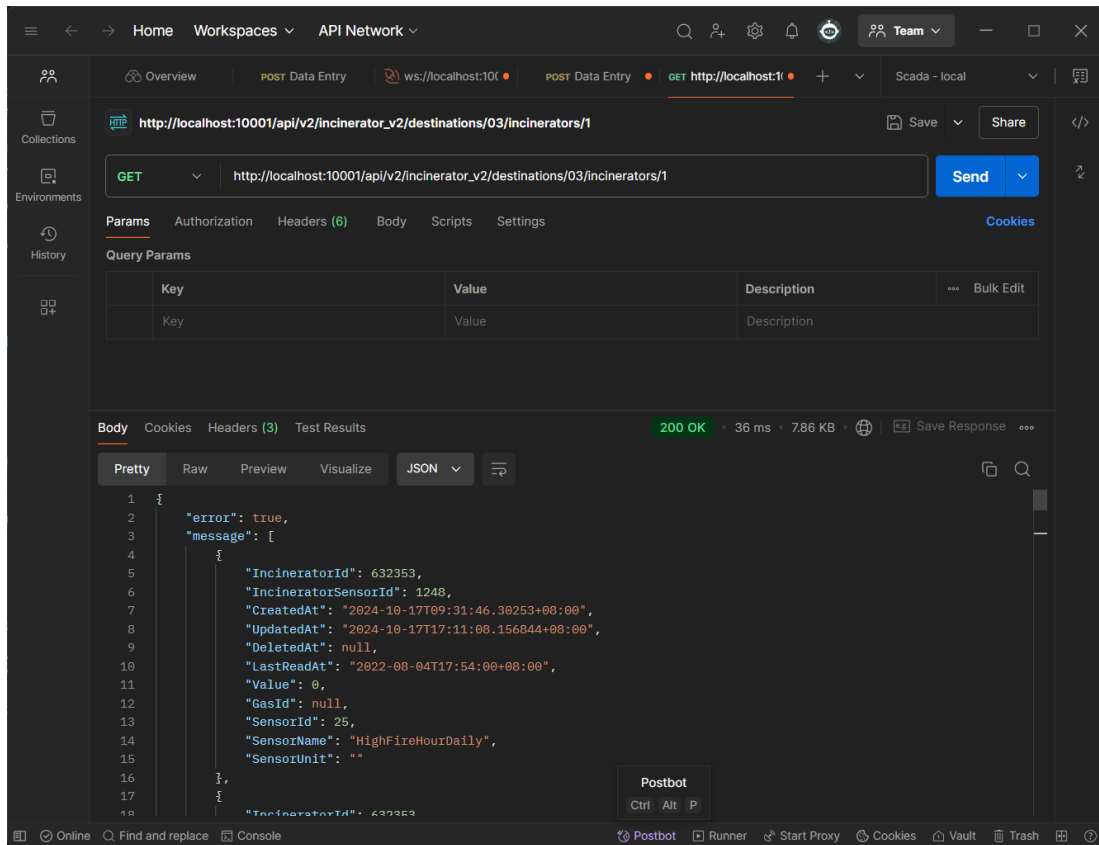 Home Workspaces API Network Team
Overview POST Data Entry ws://localhost:10( POST Data Entry GET http://localhost:1( Scada - local
HTTP http://localhost:10001/api/v2/incinerator_v2/destinations/03/incinerators/1 Save Share
Collections
GET http://localhost:10001/api/v2/incinerator_v2/destinations/03/incinerators/1 Send
Environments
Params Authorization Headers (6) Body Scripts Settings Cookies
History
Query Params
Key Value Description Bulk Edit
Key Value Description
Body Cookies Headers (3) Test Results 200 OK 36 ms 7.86 KB e.g. Save Response
Pretty Raw Preview Visualize JSON
1 {
2 "error": true,
3 "message": [
4 {
5 "IncineratorId": 632353,
6 "IncineratorSensorId": 1248,
7 "CreatedAt": "2024-10-17T09:31:46.30253+08:00",
8 "UpdatedAt": "2024-10-17T17:11:08.156844+08:00",
9 "DeletedAt": null,
10 "LastReadAt": "2022-08-04T17:54:00+08:00",
11 "Value": 0,
12 "GasId": null,
13 "SensorId": 25,
14 "SensorName": "HighFireHourDaily",
15 "SensorUnit": ""
16 },
17 {
18 "IncineratorId": 632353
Postbot
Ctrl Alt P
Online Find and replace Console Postbot Runner Start Proxy Cookies Vault Trash